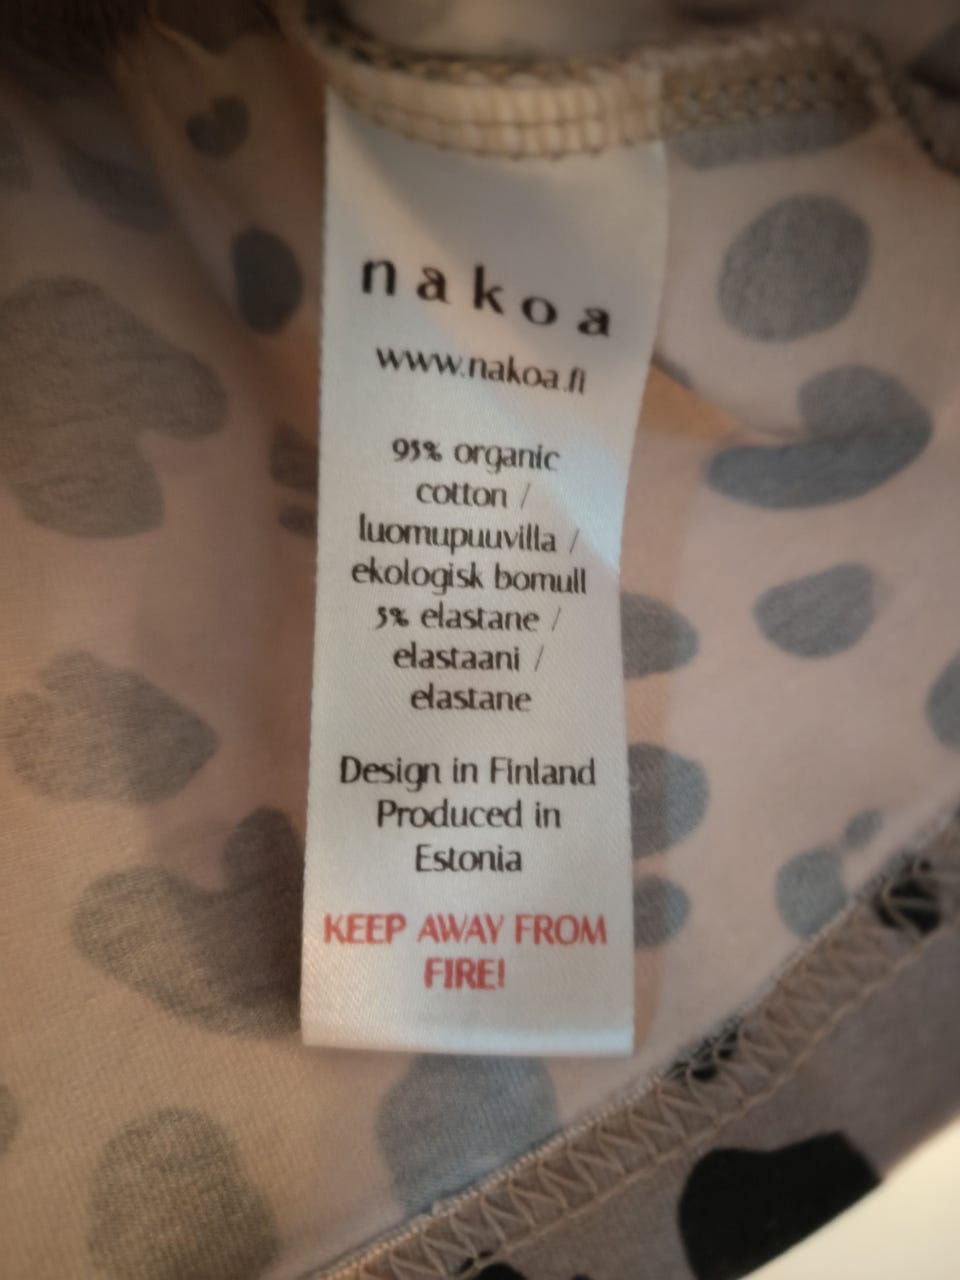 nakoa
www.nakoa.fi
95% organic
cotton /
luomupuuvilla /
ekologisk bomull
5% elastane /
elastaani /
elastane
Design in Finland
Produced in
Estonia
KEEP AWAY FROM
FIRE!